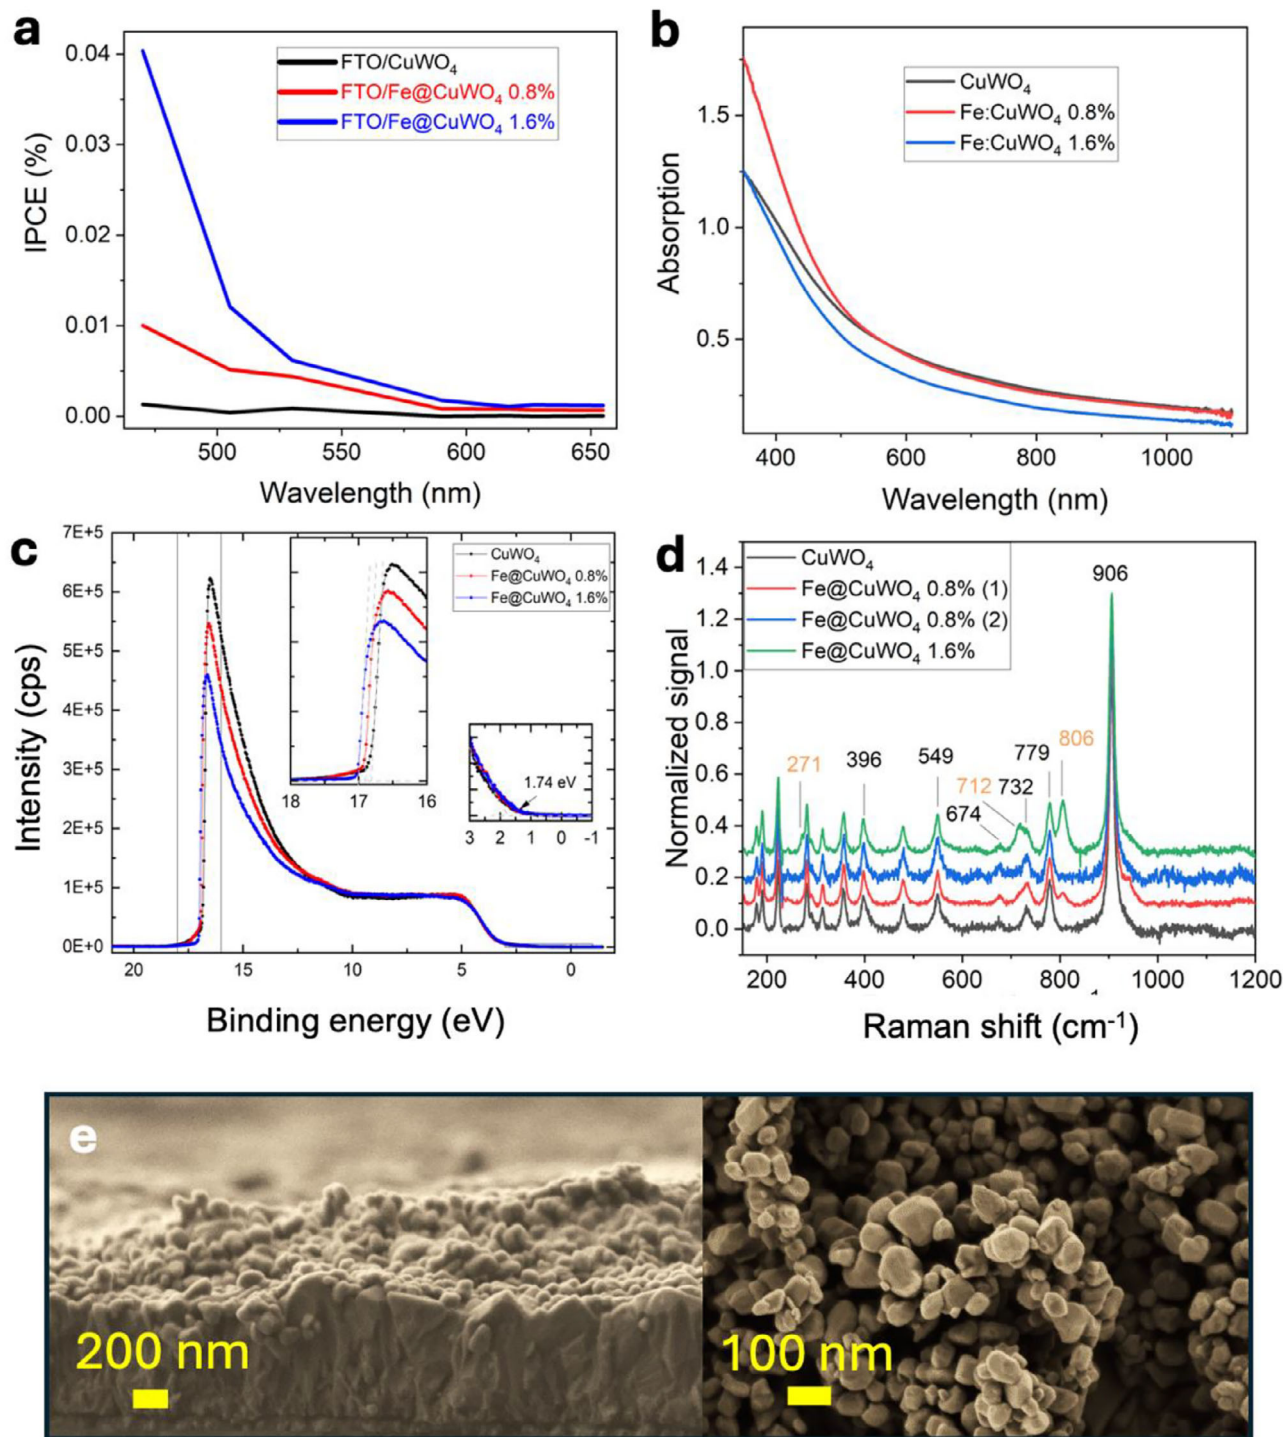 a
IPCE (%)
0.04
0.03
0.02
0.01
0.00
FTO/CuWO₄
FTO/Fe@CuWO₄ 0.8%
FTO/Fe@CuWO₄ 1.6%
500 550 600 650
Wavelength (nm)
b
Absorption
1.5
1.0
0.5
CuWO₄
Fe:CuWO₄ 0.8%
Fe:CuWO₄ 1.6%
400 600 800 1000
Wavelength (nm)
c
Intensity (cps)
7E+5
6E+5
5E+5
4E+5
3E+5
2E+5
1E+5
0E+0
CuWO₄
Fe@CuWO₄ 0.8%
Fe@CuWO₄ 1.6%
18 17 16
1.74 eV
3 2 1 0 -1
20 15 10 5 0
Binding energy (eV)
d
Normalized signal
1.4
1.2
1.0
0.8
0.6
0.4
0.2
0.0
CuWO₄
Fe@CuWO₄ 0.8% (1)
Fe@CuWO₄ 0.8% (2)
Fe@CuWO₄ 1.6%
906
271 396 549 712 674 732 779 806
200 400 600 800 1000 1200
Raman shift (cm⁻¹)
e
200 nm
100 nm